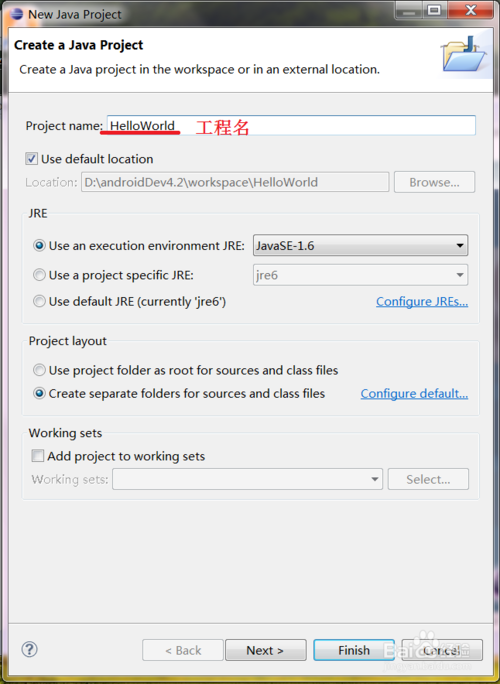 New Java Project
Create a Java Project
Create a Java project in the workspace or in an external location.
Project name: HelloWorld 工程名
Use default location
Location: D:\androidDev4.2\workspace\HelloWorld Browse...
JRE
Use an execution environment JRE: JavaSE-1.6
Use a project specific JRE: jre6
Use default JRE (currently 'jre6') Configure JREs...
Project layout
Use project folder as root for sources and class files
Create separate folders for sources and class files Configure default...
Working sets
Add project to working sets
Working sets: Select...
? < Back Next > Finish Cancel